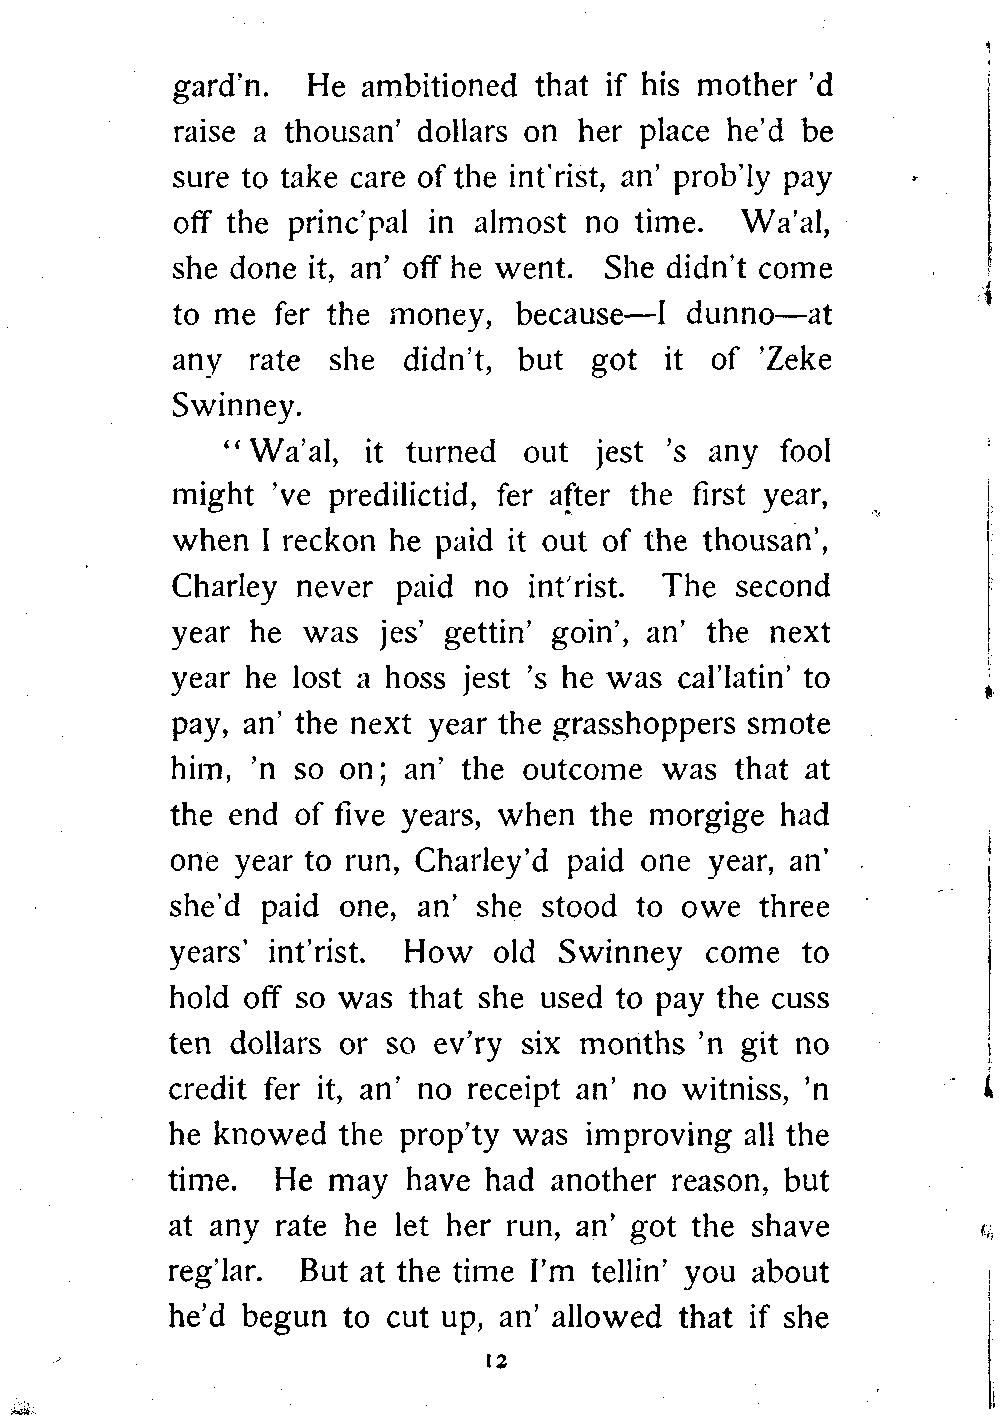 gard'n. He ambitioned that if his mother 'd
raise a thousan' dollars on her place he'd be
sure to take care of the int'rist, an' prob'ly pay
off the princ'pal in almost no time. Wa'al,
she done it, an' off he went. She didn't come
to me fer the money, because—I dunno—at
any rate she didn't, but got it of 'Zeke
Swinney.
“Wa'al, it turned out jest 's any fool
might 've predilictid, fer after the first year,
when I reckon he paid it out of the thousan',
Charley never paid no int'rist. The second
year he was jes' gettin' goin', an' the next
year he lost a hoss jest 's he was cal'latin' to
pay, an' the next year the grasshoppers smote
him, 'n so on; an' the outcome was that at
the end of five years, when the morgige had
one year to run, Charley'd paid one year, an'
she'd paid one, an' she stood to owe three
years' int'rist. How old Swinney come to
hold off so was that she used to pay the cuss
ten dollars or so ev'ry six months 'n git no
credit fer it, an' no receipt an' no witniss, 'n
he knowed the prop'ty was improving all the
time. He may have had another reason, but
at any rate he let her run, an' got the shave
reg'lar. But at the time I'm tellin' you about
he'd begun to cut up, an' allowed that if she
12